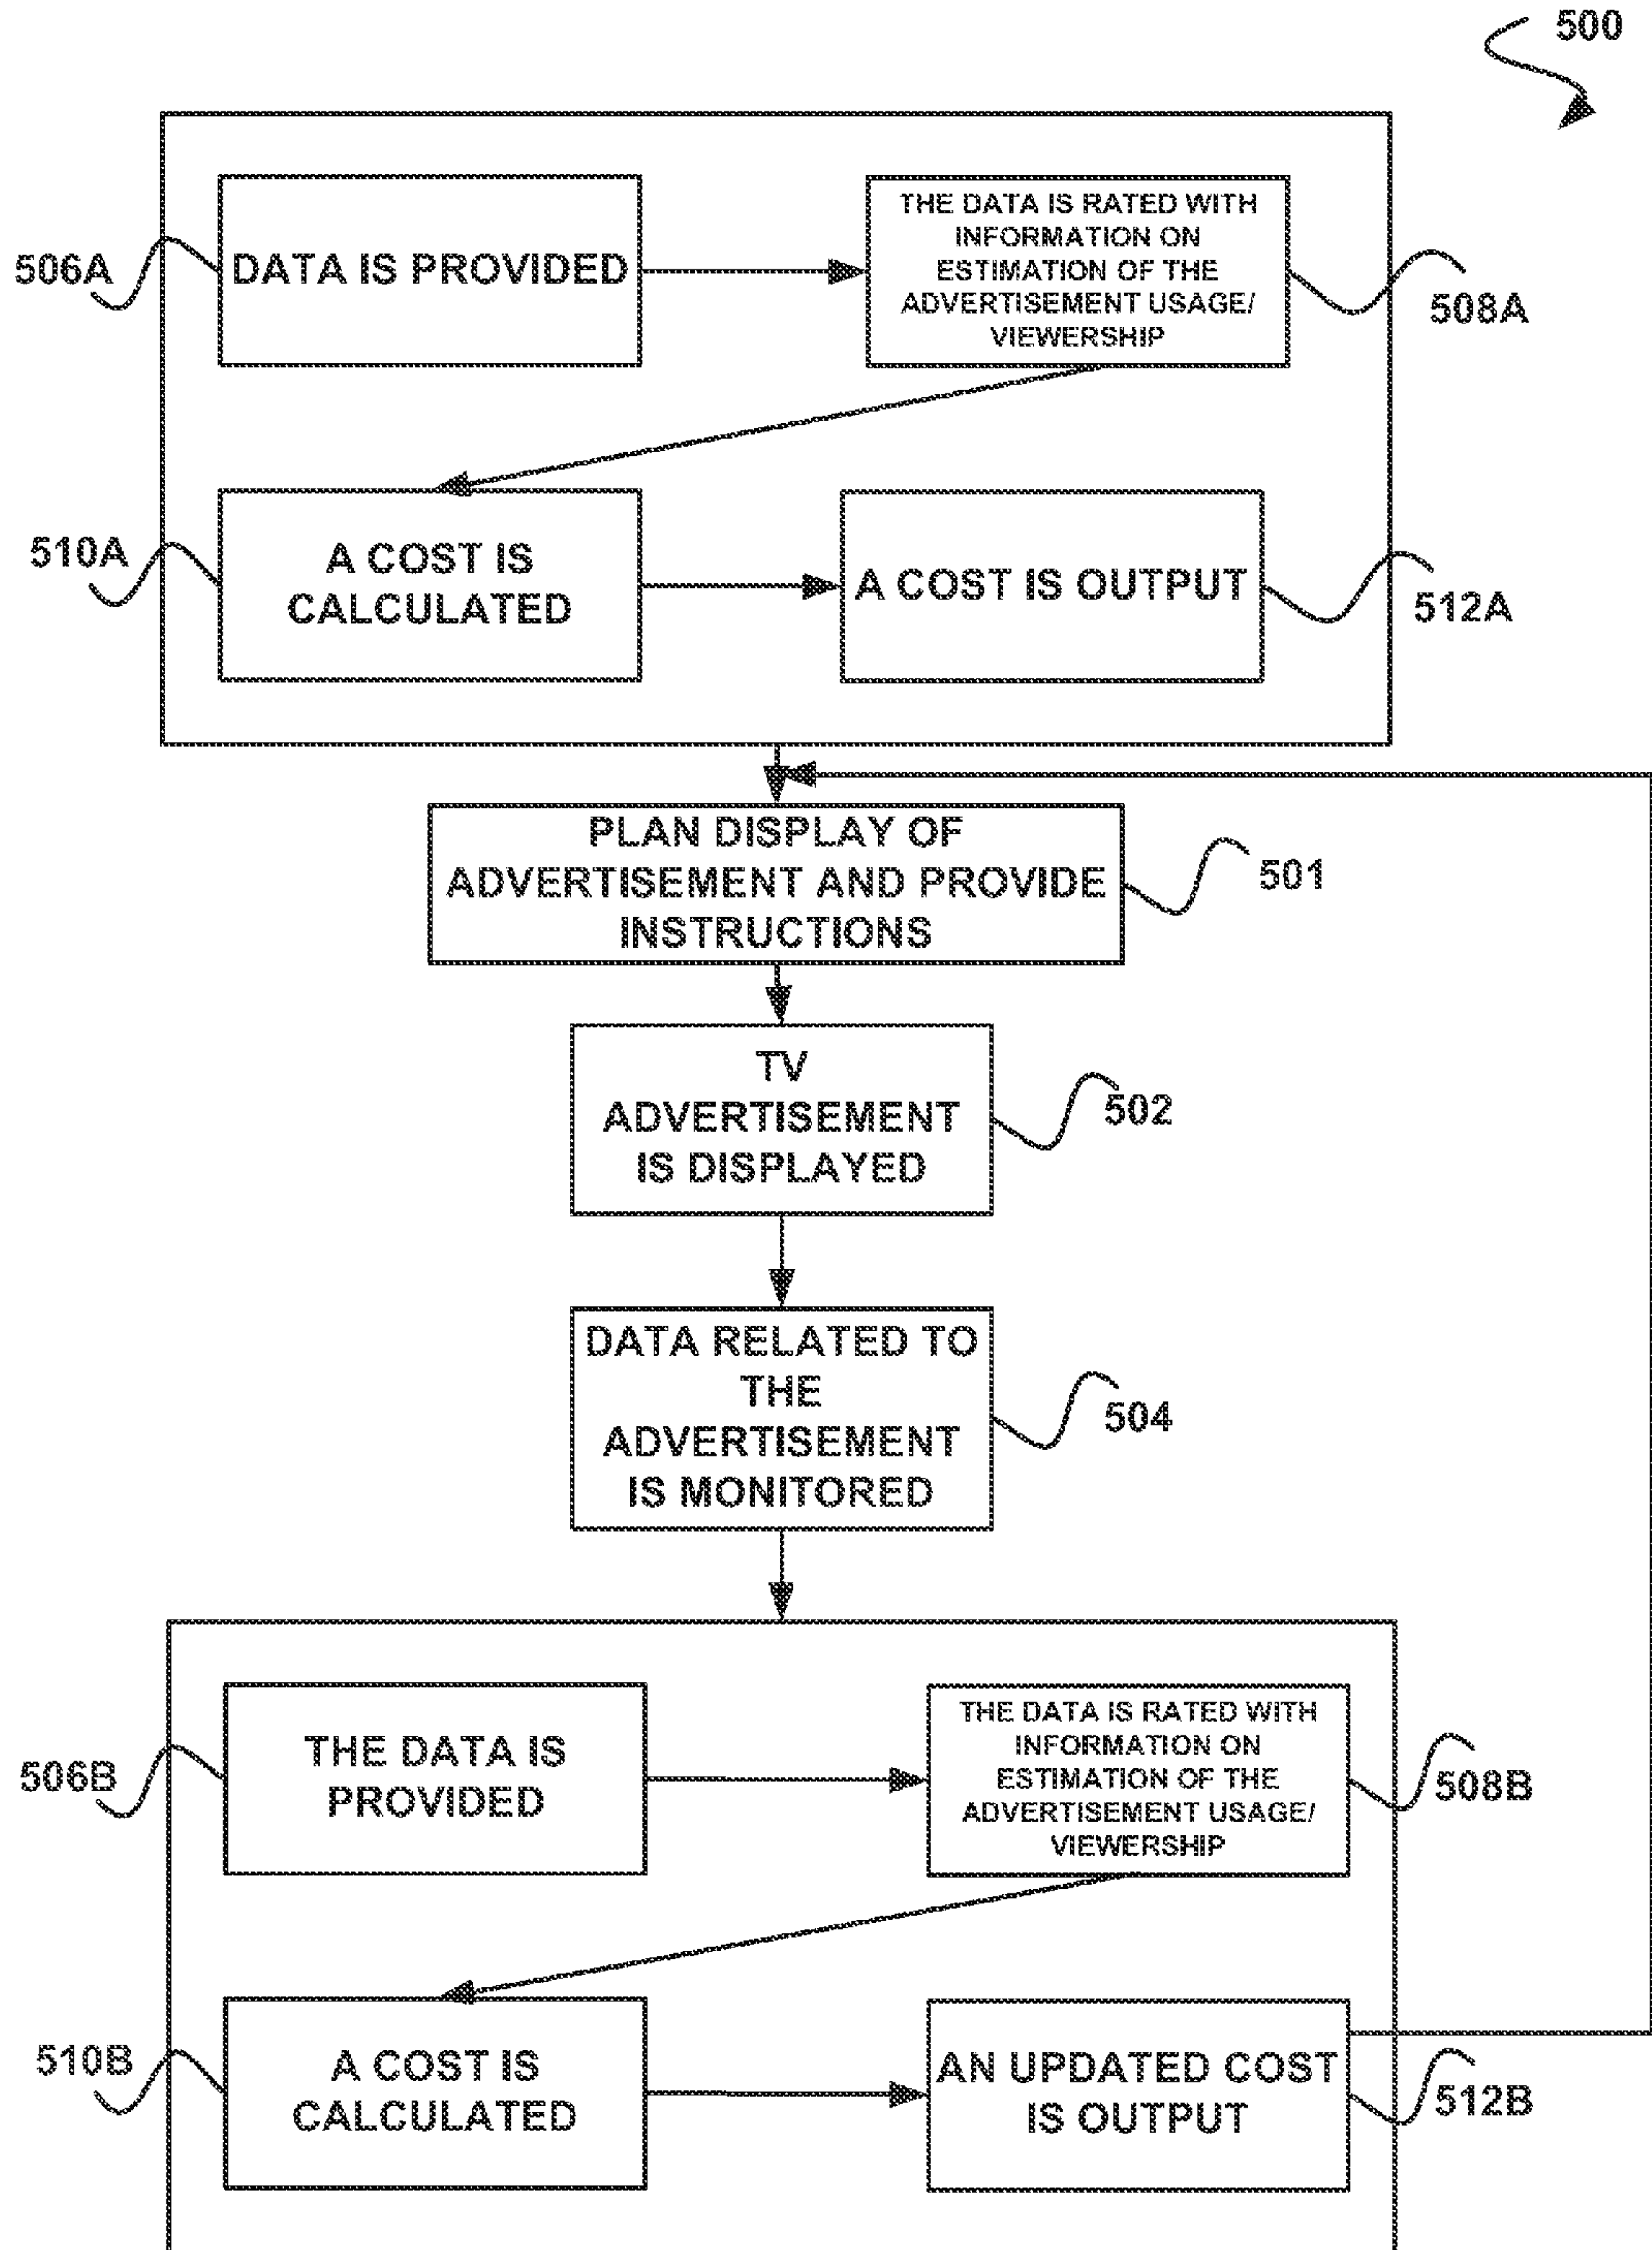 500
506A
DATA IS PROVIDED
THE DATA IS RATED WITH
INFORMATION ON
ESTIMATION OF THE
ADVERTISEMENT USAGE/
VIEWERSHIP
508A
510A
A COST IS
CALCULATED
A COST IS OUTPUT
512A
PLAN DISPLAY OF
ADVERTISEMENT AND PROVIDE
INSTRUCTIONS
501
TV
ADVERTISEMENT
IS DISPLAYED
502
DATA RELATED TO
THE
ADVERTISEMENT
IS MONITORED
504
506B
THE DATA IS
PROVIDED
THE DATA IS RATED WITH
INFORMATION ON
ESTIMATION OF THE
ADVERTISEMENT USAGE/
VIEWERSHIP
508B
510B
A COST IS
CALCULATED
AN UPDATED COST
IS OUTPUT
512B